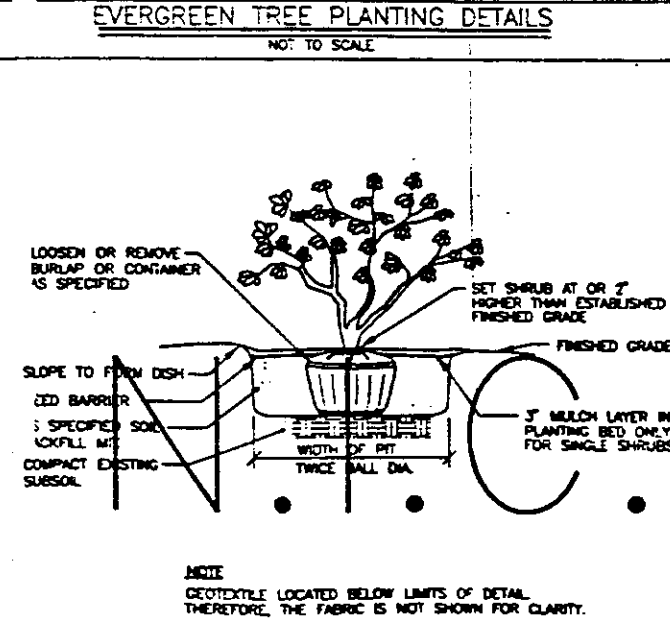 EVERGREEN TREE PLANTING DETAILS
NOT TO SCALE
LOOSEN OR REMOVE
BURLAP OR CONTAINER
AS SPECIFIED
SET SHRUB AT OR 2"
HIGHER THAN ESTABLISHED
FINISHED GRADE
FINISHED GRADE
SLOPE TO FORM DISH
BARRIER
SPECIFIED SOIL
COMPACT EXISTING
SUBSOIL
3" MULCH LAYER IN
PLANTING BED ONLY
FOR SINGLE SHRUBS
WIDTH OF PIT
TWICE BALL DIA.
N.I.C.
NOTE
GEOTEXTILE LOCATED BELOW LIMITS OF DETAIL
THEREFORE, THE FABRIC IS NOT SHOWN FOR CLARITY.